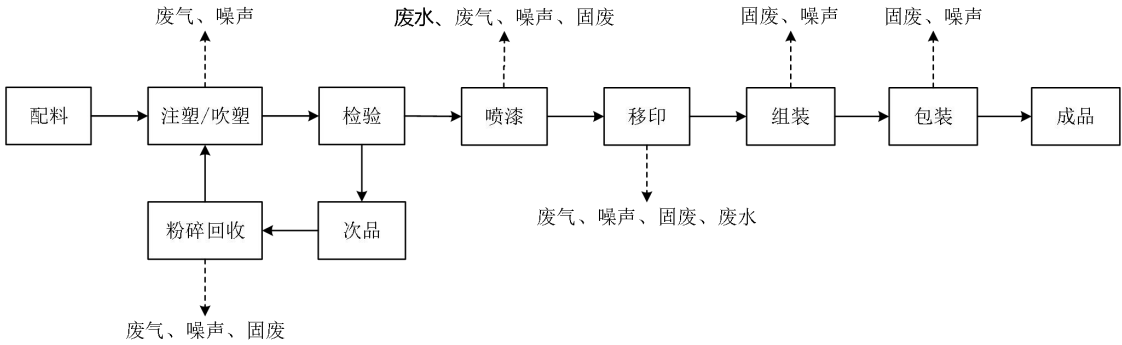 废气、噪声
废水、废气、噪声、固废
固废、噪声
固废、噪声
配料
注塑/吹塑
检验
喷漆
移印
组装
包装
成品
粉碎回收
次品
废气、噪声、固废、废水
废气、噪声、固废